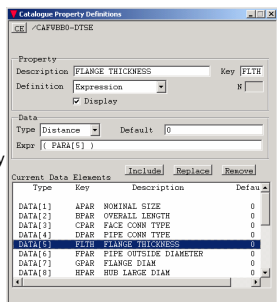 Catalogue Property Definitions
CE /CAFWBB0-DTSE
Property
Description FLANGE THICKNESS Key FLTH
Definition Expression N
Display
Data
Type Distance Default 0
Expr ( PARA[5] )
Include Replace Remove
Current Data Elements
Type Key Description Defau
DATA[1] APAR NOMINAL SIZE 0
DATA[2] BPAR OVERALL LENGTH 0
DATA[3] CPAR FACE CONN TYPE 0
DATA[4] DPAR PIPE CONN TYPE 0
DATA[5] FLTH FLANGE THICKNESS 0
DATA[6] FPAR PIPE OUTSIDE DIAMETER 0
DATA[7] GPAR FLANGE DIAM 0
DATA[8] HPAR HUB LARGE DIAM 0